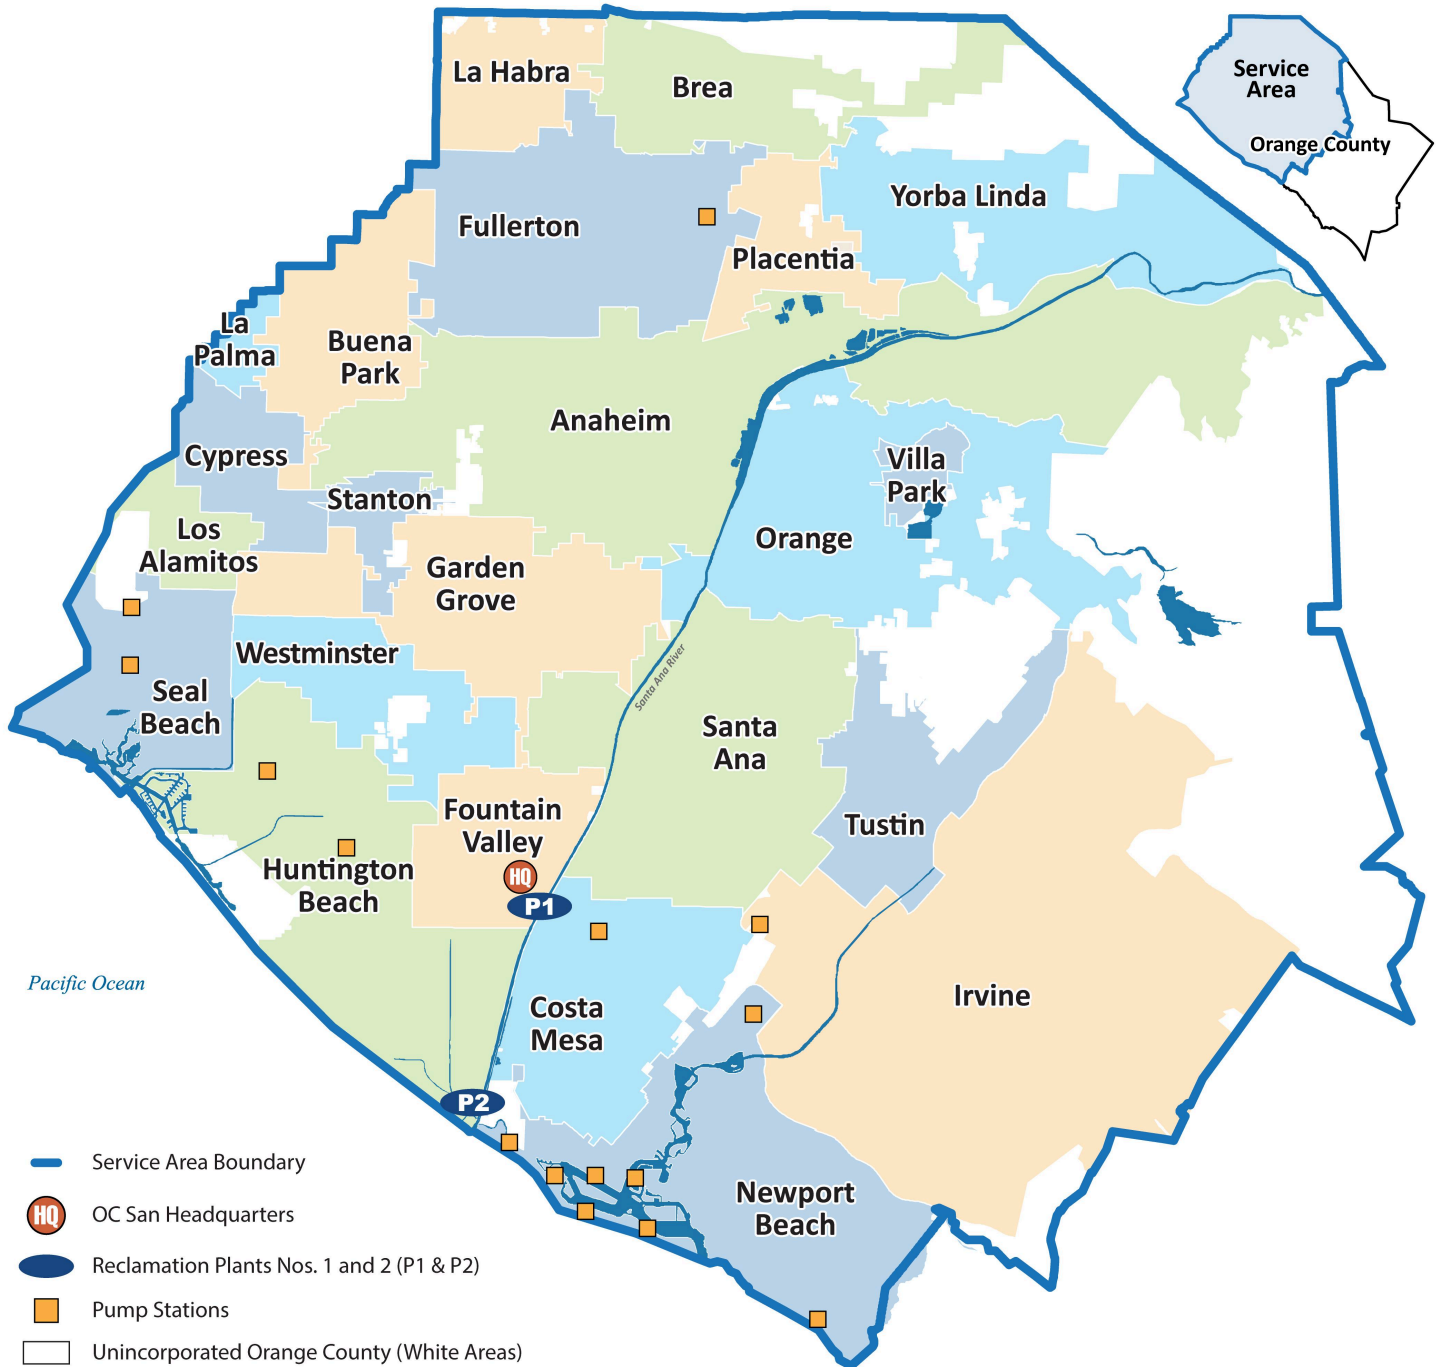 La Habra
Brea
Service
Area
Orange County
Yorba Linda
Fullerton
Placentia
La
Palma
Buena
Park
Anaheim
Cypress
Villa
Park
Stanton
Los
Alamitos
Orange
Garden
Grove
Westminster
Santa Ana River
Seal
Beach
Santa
Ana
Fountain
Valley
Tustin
HQ
Huntington
Beach
P1
Pacific Ocean
Irvine
Costa
Mesa
P2
Newport
Beach
Service Area Boundary
HQ OC San Headquarters
Reclamation Plants Nos. 1 and 2 (P1 & P2)
Pump Stations
Unincorporated Orange County (White Areas)